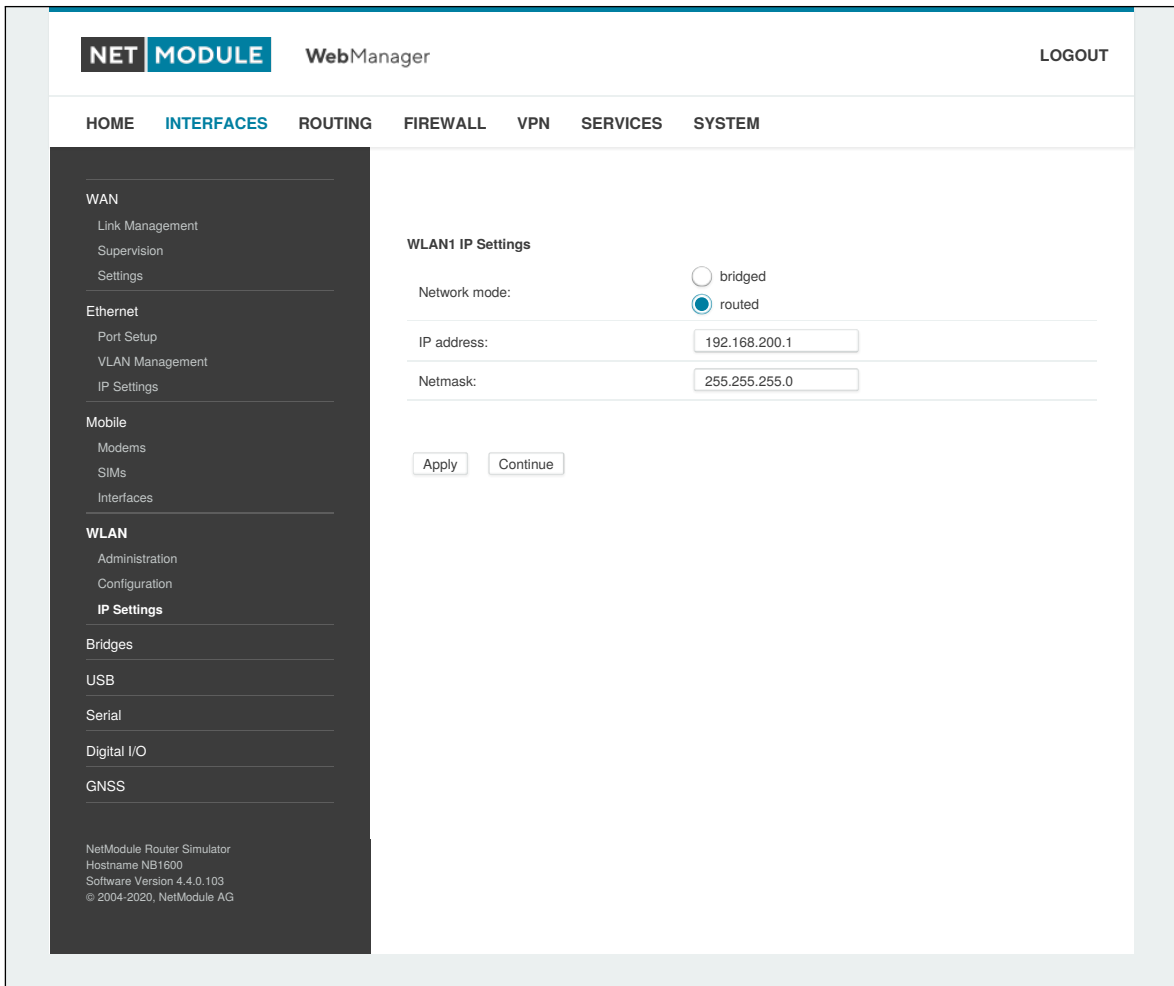 NET MODULE WebManager LOGOUT
HOME INTERFACES ROUTING FIREWALL VPN SERVICES SYSTEM
WAN
Link Management
Supervision
Settings
Ethernet
Port Setup
VLAN Management
IP Settings
Mobile
Modems
SIMs
Interfaces
WLAN
Administration
Configuration
IP Settings
Bridges
USB
Serial
Digital I/O
GNSS
NetModule Router Simulator
Hostname NB1600
Software Version 4.4.0.103
© 2004-2020, NetModule AG
WLAN1 IP Settings
Network mode:
bridged
routed
IP address: 192.168.200.1
Netmask: 255.255.255.0
Apply Continue